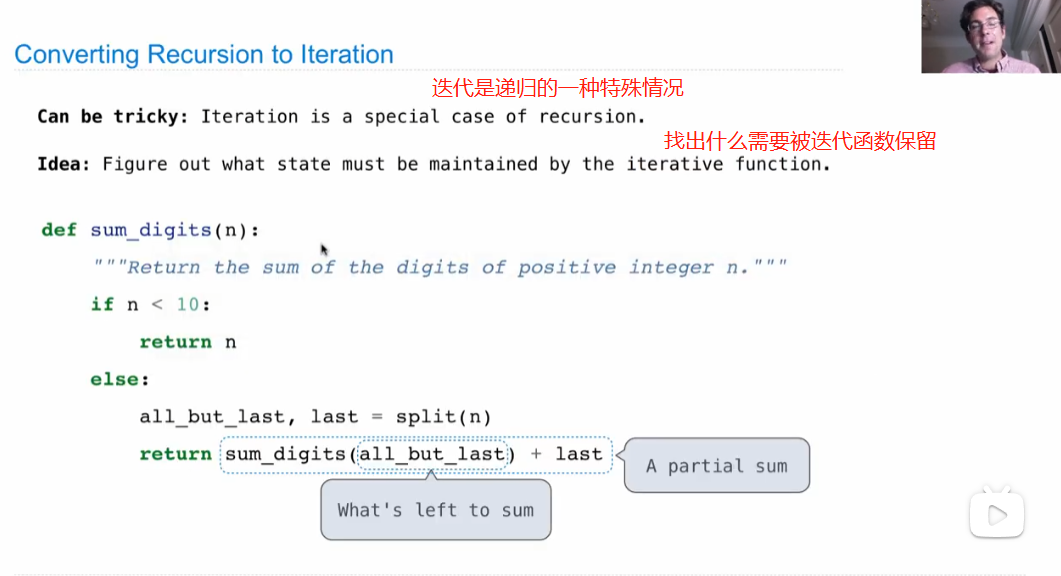 Converting Recursion to Iteration
迭代是递归的一种特殊情况
Can be tricky: Iteration is a special case of recursion.
找出什么需要被迭代函数保留
Idea: Figure out what state must be maintained by the iterative function.
def sum_digits(n):
"""Return the sum of the digits of positive integer n."""
if n < 10:
return n
else:
all_but_last, last = split(n)
return sum_digits(all_but_last) + last
A partial sum
What's left to sum